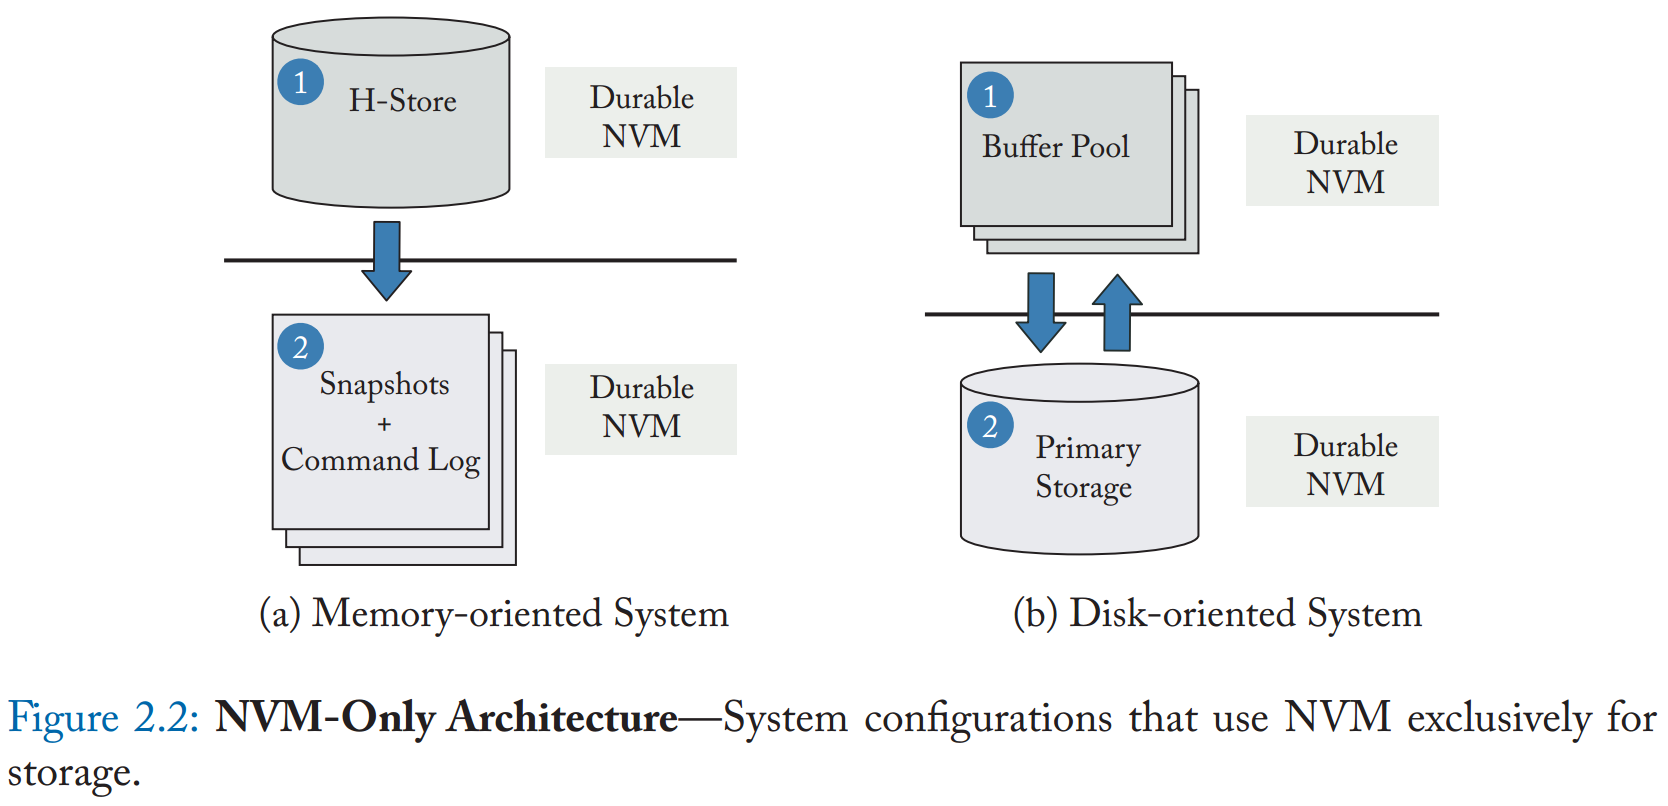 1
H-Store
Durable
NVM
2
Snapshots
+
Command Log
Durable
NVM
(a) Memory-oriented System
1
Buffer Pool
Durable
NVM
2
Primary
Storage
Durable
NVM
(b) Disk-oriented System
Figure 2.2: NVM-Only Architecture—System configurations that use NVM exclusively for
storage.